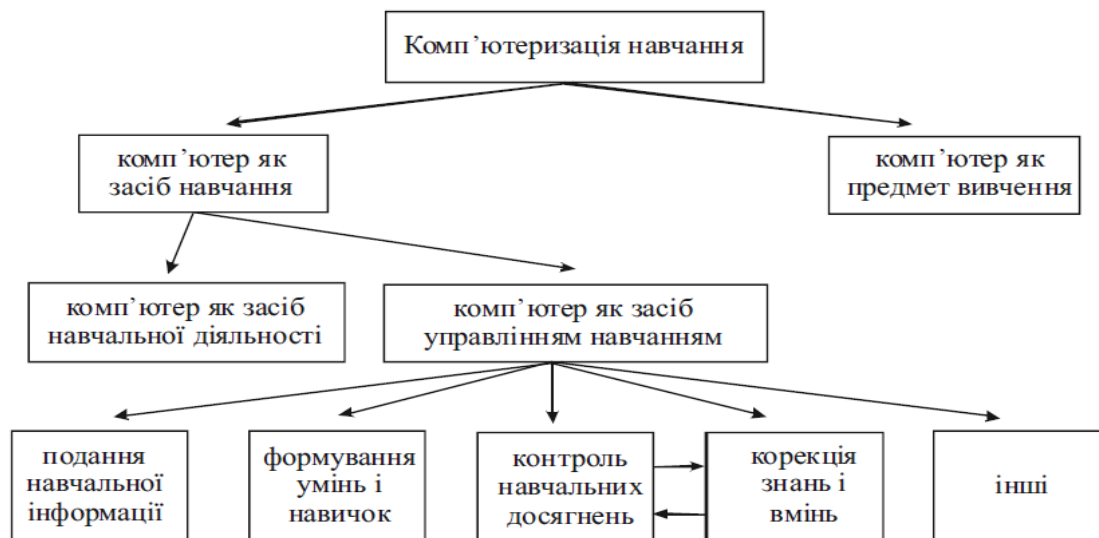 Комп’ютеризація навчання
комп’ютер як
засіб навчання
комп’ютер як
предмет вивчення
комп’ютер як засіб
навчальної діяльності
комп’ютер як засіб
управлінням навчанням
подання
навчальної
інформації
формування
умінь і
навичок
контроль
навчальних
досягнень
корекція
знань і
вмінь
інші